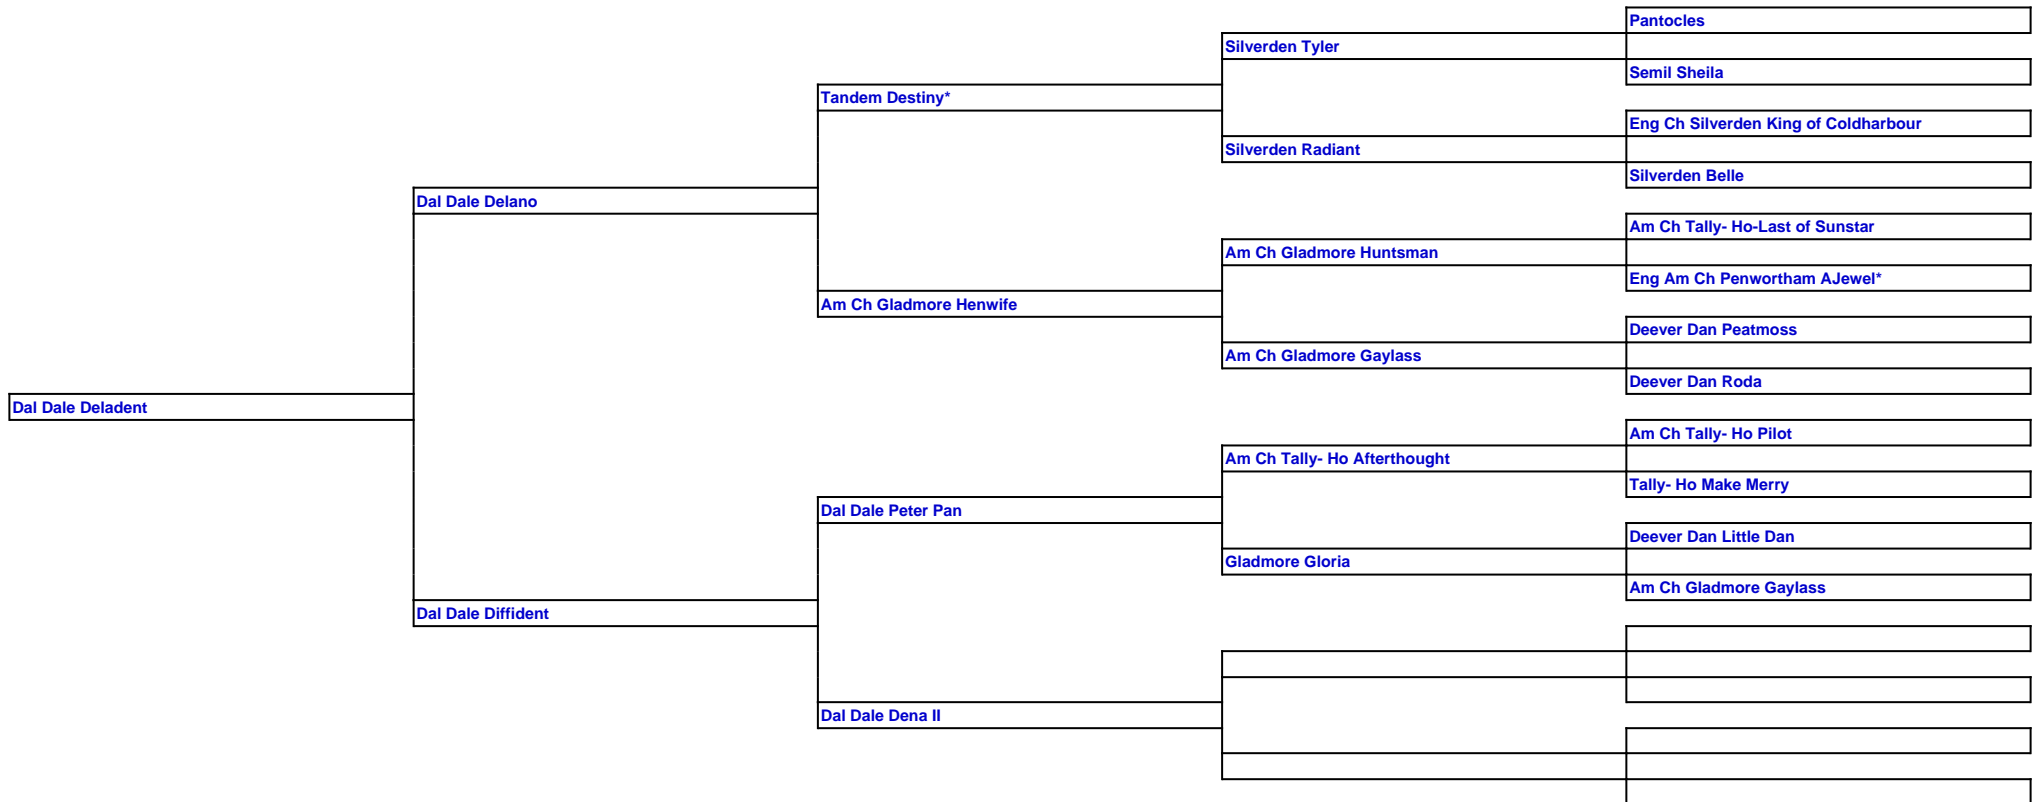 Pantocles
Silverden Tyler
Semil Sheila
Tandem Destiny*
Eng Ch Silverden King of Coldharbour
Silverden Radiant
Silverden Belle
Dal Dale Delano
Am Ch Tally- Ho-Last of Sunstar
Am Ch Gladmore Huntsman
Eng Am Ch Penwortham AJewel*
Am Ch Gladmore Henwife
Deever Dan Peatmoss
Am Ch Gladmore Gaylass
Deever Dan Roda
Dal Dale Deladent
Am Ch Tally- Ho Pilot
Am Ch Tally- Ho Afterthought
Tally- Ho Make Merry
Dal Dale Peter Pan
Deever Dan Little Dan
Gladmore Gloria
Am Ch Gladmore Gaylass
Dal Dale Diffident
Dal Dale Dena II